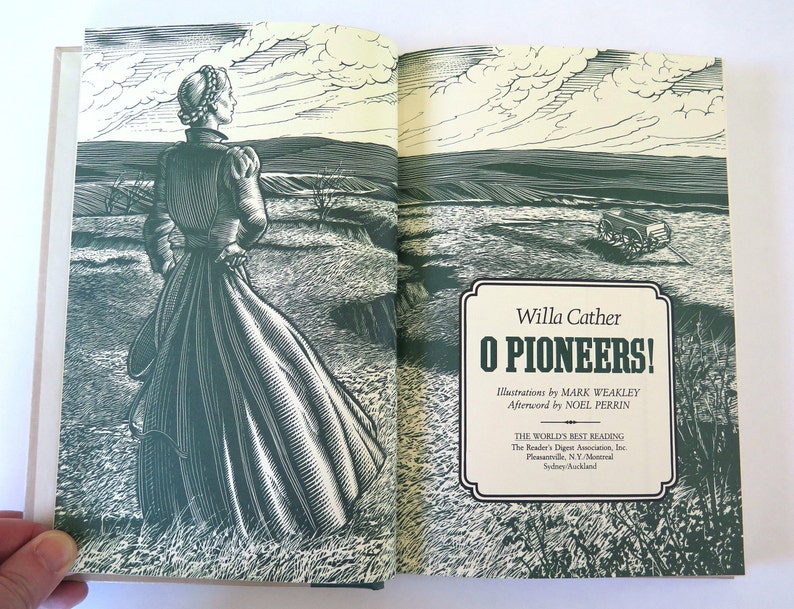 Willa Cather
O PIONEERS!
Illustrations by MARK WEAKLEY
Afterword by NOEL PERRIN
THE WORLD'S BEST READING
The Reader's Digest Association, Inc.
Pleasantville, N.Y./Montreal
Sydney/Auckland